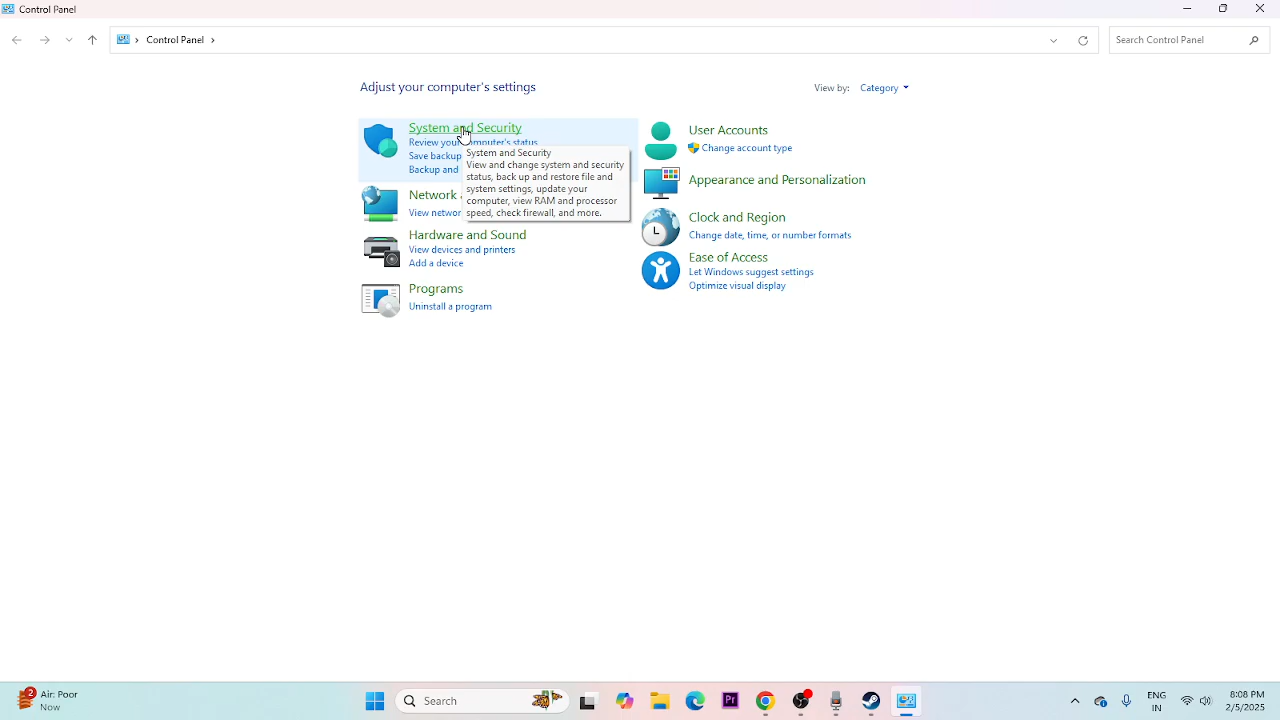 Control Panel
Control Panel
Search Control Panel
Adjust your computer's settings
View by: Category
System and Security
Review your computer's status
Save backup
Backup and
System and Security
View and change system and security
status, back up and restore file and
system settings, update your
computer, view RAM and processor
speed, check firewall, and more.
Network
View networ
Hardware and Sound
View devices and printers
Add a device
Programs
Uninstall a program
User Accounts
Change account type
Appearance and Personalization
Clock and Region
Change date, time, or number formats
Ease of Access
Let Windows suggest settings
Optimize visual display
2
Air: Poor
Now
Search
Pr
ENG
IN
8:08 PM
2/5/2025